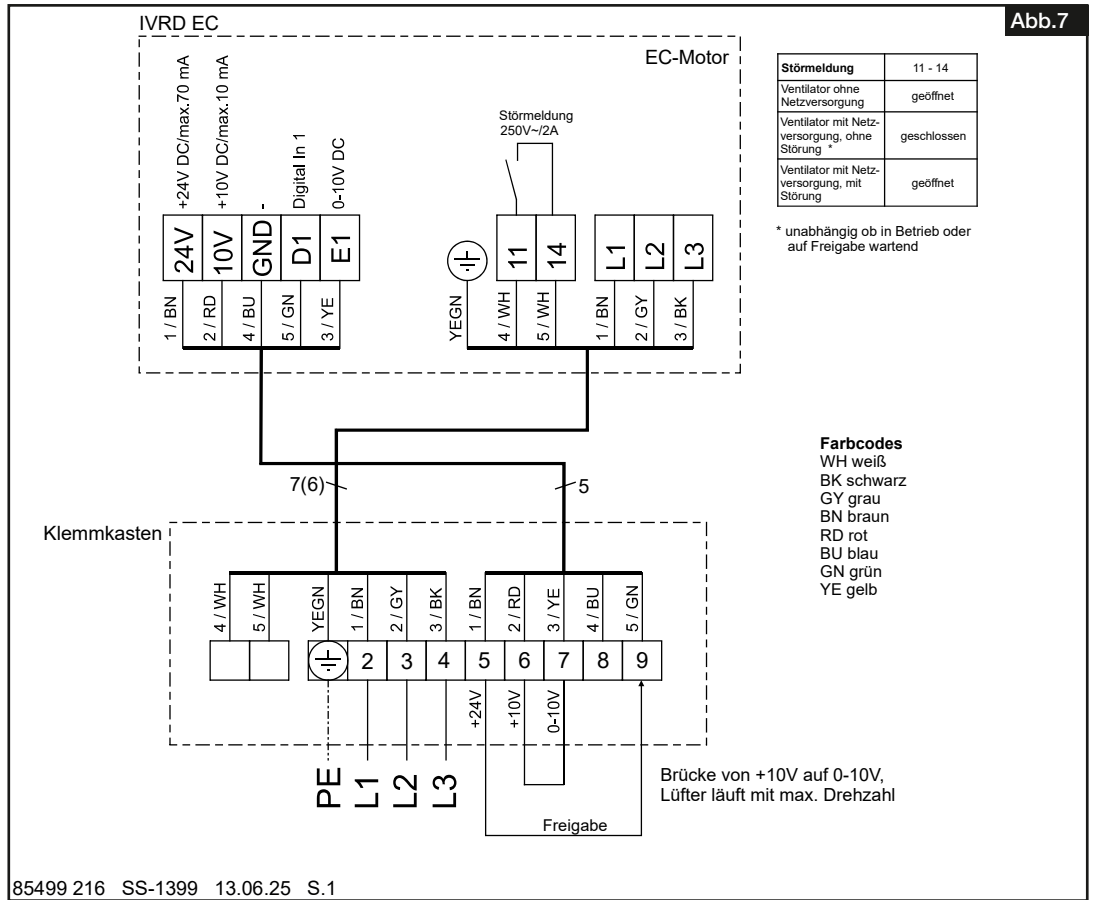 Abb.7
IVRD EC
EC-Motor
+24V DC/max.70 mA
+10V DC/max.10 mA
-
Digital In 1
0-10V DC
Störmeldung
250V~/2A
24V
10V
GND
D1
E1
11
14
L1
L2
L3
1 / BN
2 / RD
4 / BU
5 / GN
3 / YE
YEGN
4 / WH
5 / WH
1 / BN
2 / GY
3 / BK
Störmeldung 11 - 14
Ventilator ohne
Netzversorgung
geöffnet
Ventilator mit Netz-
versorgung, ohne
Störung *
geschlossen
Ventilator mit Netz-
versorgung, mit
Störung
geöffnet
* unabhängig ob in Betrieb oder
auf Freigabe wartend
Farbcodes
WH weiß
BK schwarz
GY grau
BN braun
RD rot
BU blau
GN grün
YE gelb
7(6)
5
Klemmkasten
4 / WH
5 / WH
YEGN
1 / BN
2 / GY
3 / BK
1 / BN
2 / RD
3 / YE
4 / BU
5 / GN
2
3
4
5
6
7
8
9
+24V
+10V
0-10V
PE
L1
L2
L3
Brücke von +10V auf 0-10V,
Lüfter läuft mit max. Drehzahl
Freigabe
85499 216 SS-1399 13.06.25 S.1